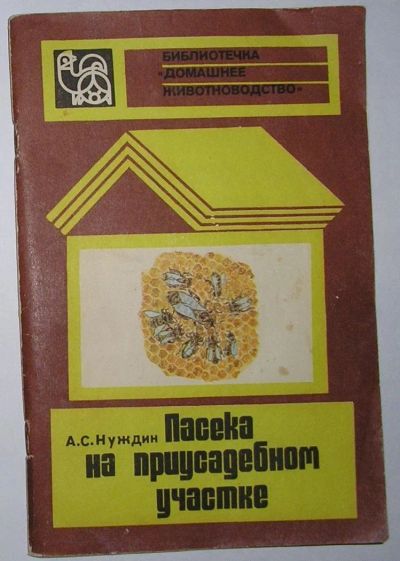 БИБЛИОТЕЧКА
«ДОМАШНЕЕ
ЖИВОТНОВОДСТВО»
А.С.Нуждин Пасека
на приусадебном
участке